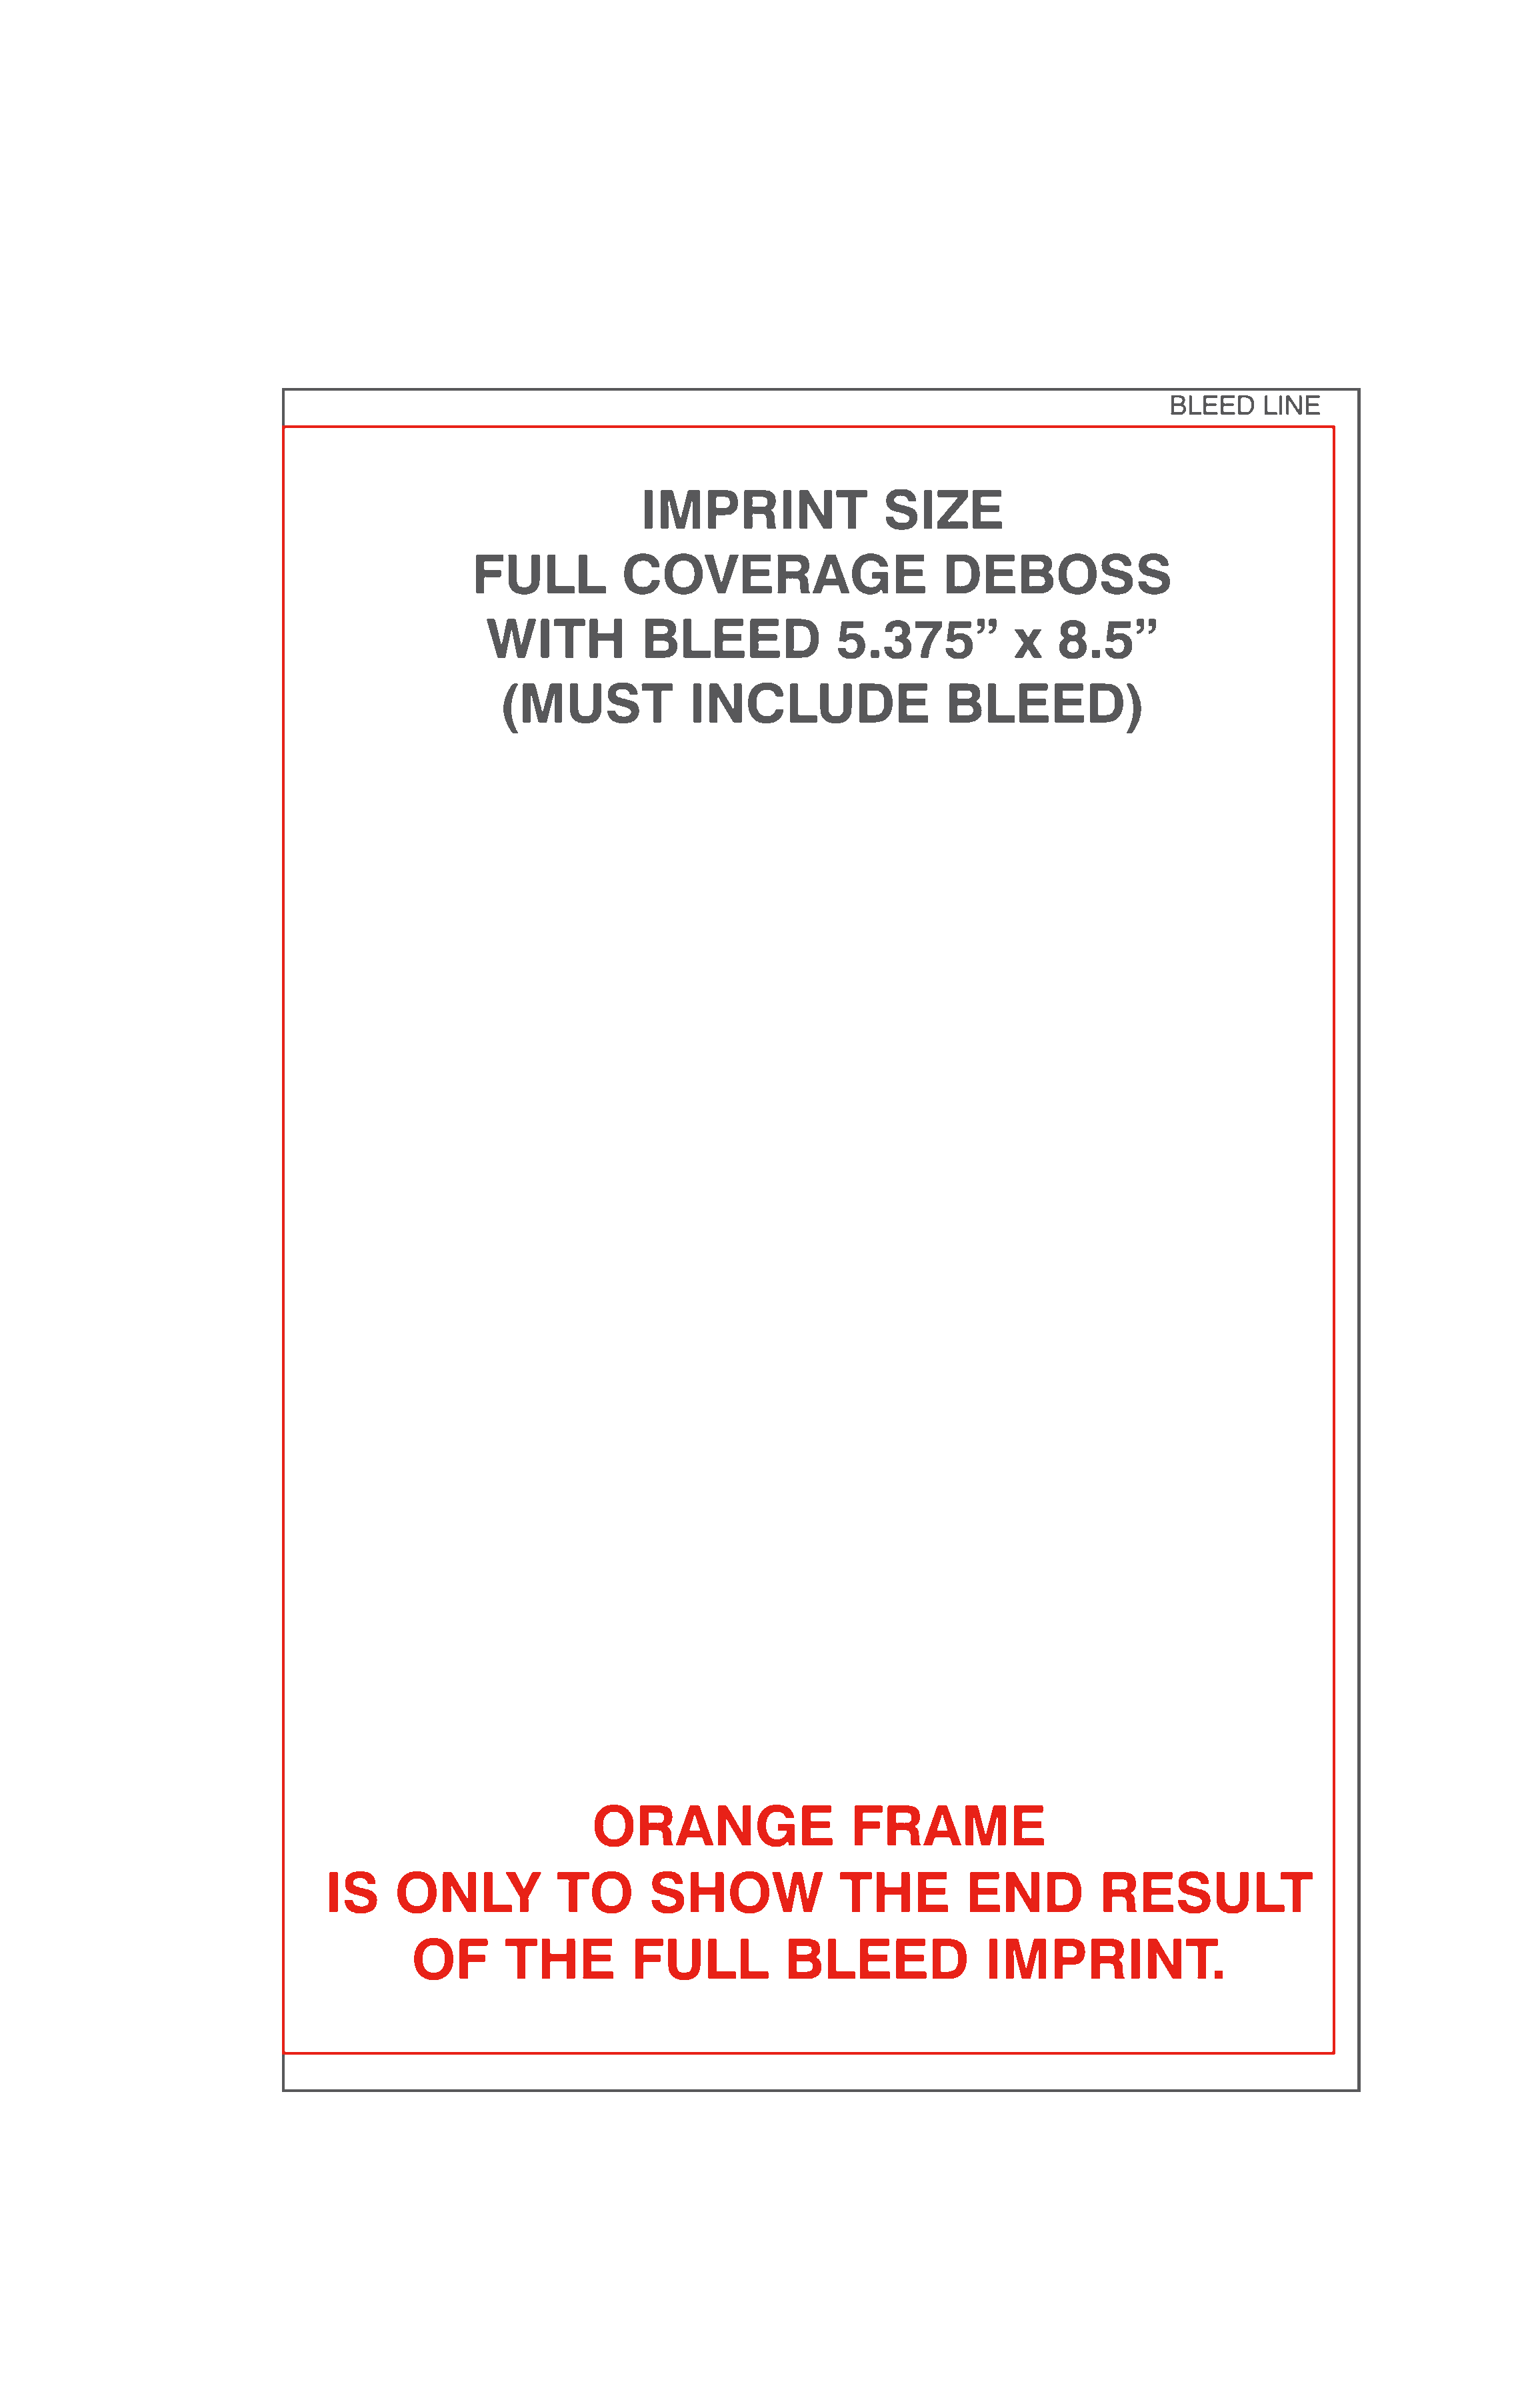 BLEED LINE
IMPRINT SIZE
FULL COVERAGE DEBOSS
WITH BLEED 5.375” x 8.5”
(MUST INCLUDE BLEED)
ORANGE FRAME
IS ONLY TO SHOW THE END RESULT
OF THE FULL BLEED IMPRINT.